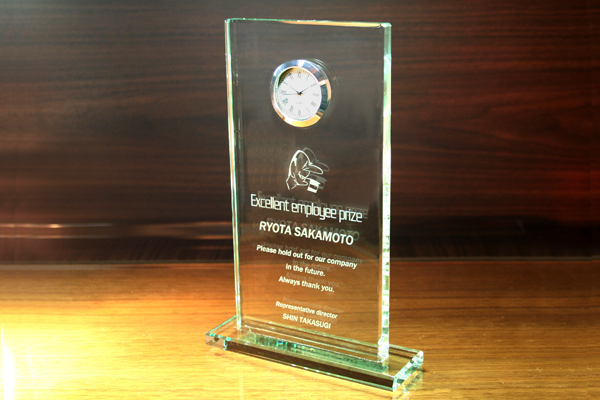 Excellent employee prize
RYOTA SAKAMOTO
Please hold out for our company
in the future.
Always thank you.
Representative director
SHIN TAKASUGI